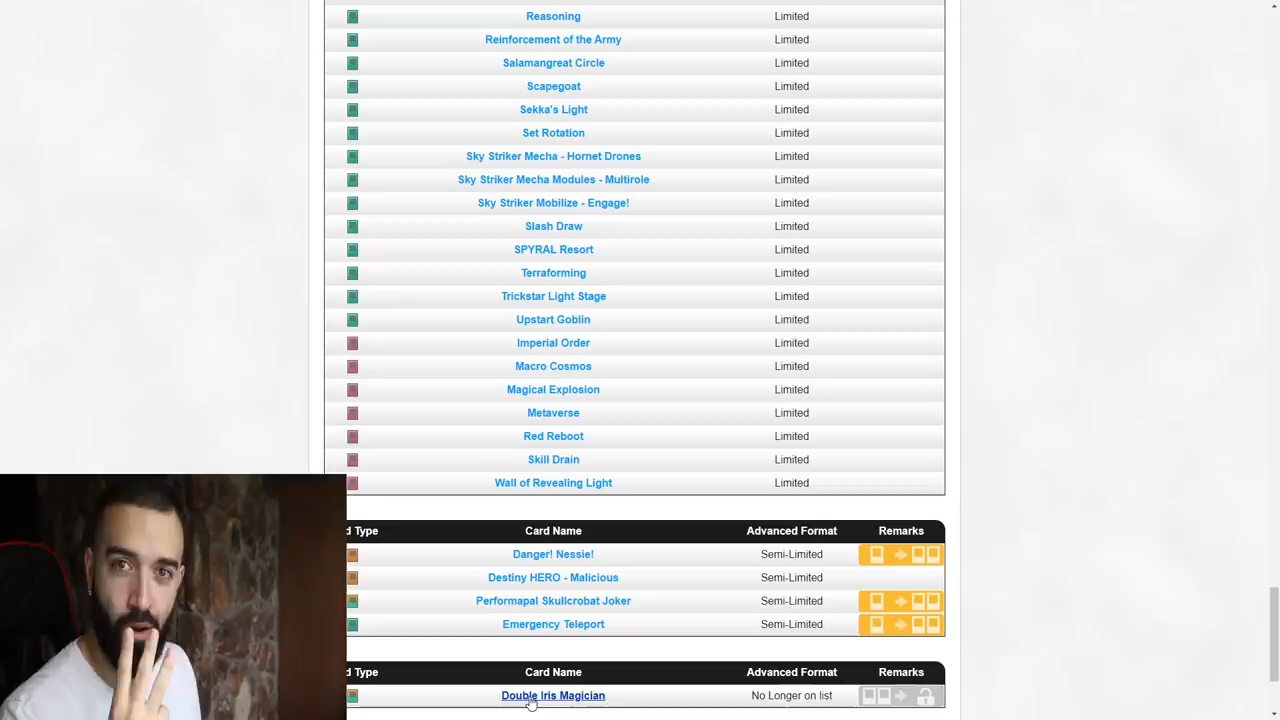 Reasoning Limited
Reinforcement of the Army Limited
Salamangreat Circle Limited
Scapegoat Limited
Sekka's Light Limited
Set Rotation Limited
Sky Striker Mecha - Hornet Drones Limited
Sky Striker Mecha Modules - Multirole Limited
Sky Striker Mobilize - Engage! Limited
Slash Draw Limited
SPYRAL Resort Limited
Terraforming Limited
Trickstar Light Stage Limited
Upstart Goblin Limited
Imperial Order Limited
Macro Cosmos Limited
Magical Explosion Limited
Metaverse Limited
Red Reboot Limited
Skill Drain Limited
Wall of Revealing Light Limited
d Type Card Name Advanced Format Remarks
Danger! Nessie! Semi-Limited
Destiny HERO - Malicious Semi-Limited
Performapal Skullcrobat Joker Semi-Limited
Emergency Teleport Semi-Limited
d Type Card Name Advanced Format Remarks
Double Iris Magician No Longer on list